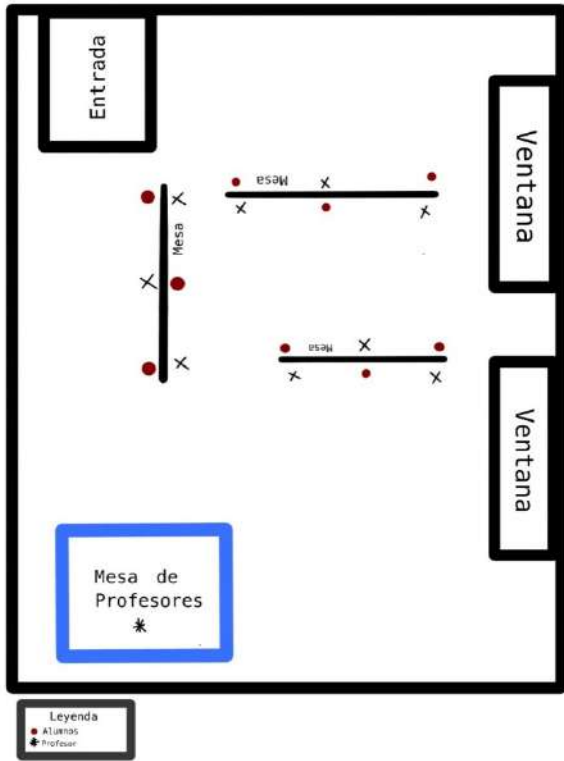 Entrada
Mesa
Ventana
Mesa
Mesa
Ventana
Mesa de
Profesores
Leyenda
Alumnos
Profesor